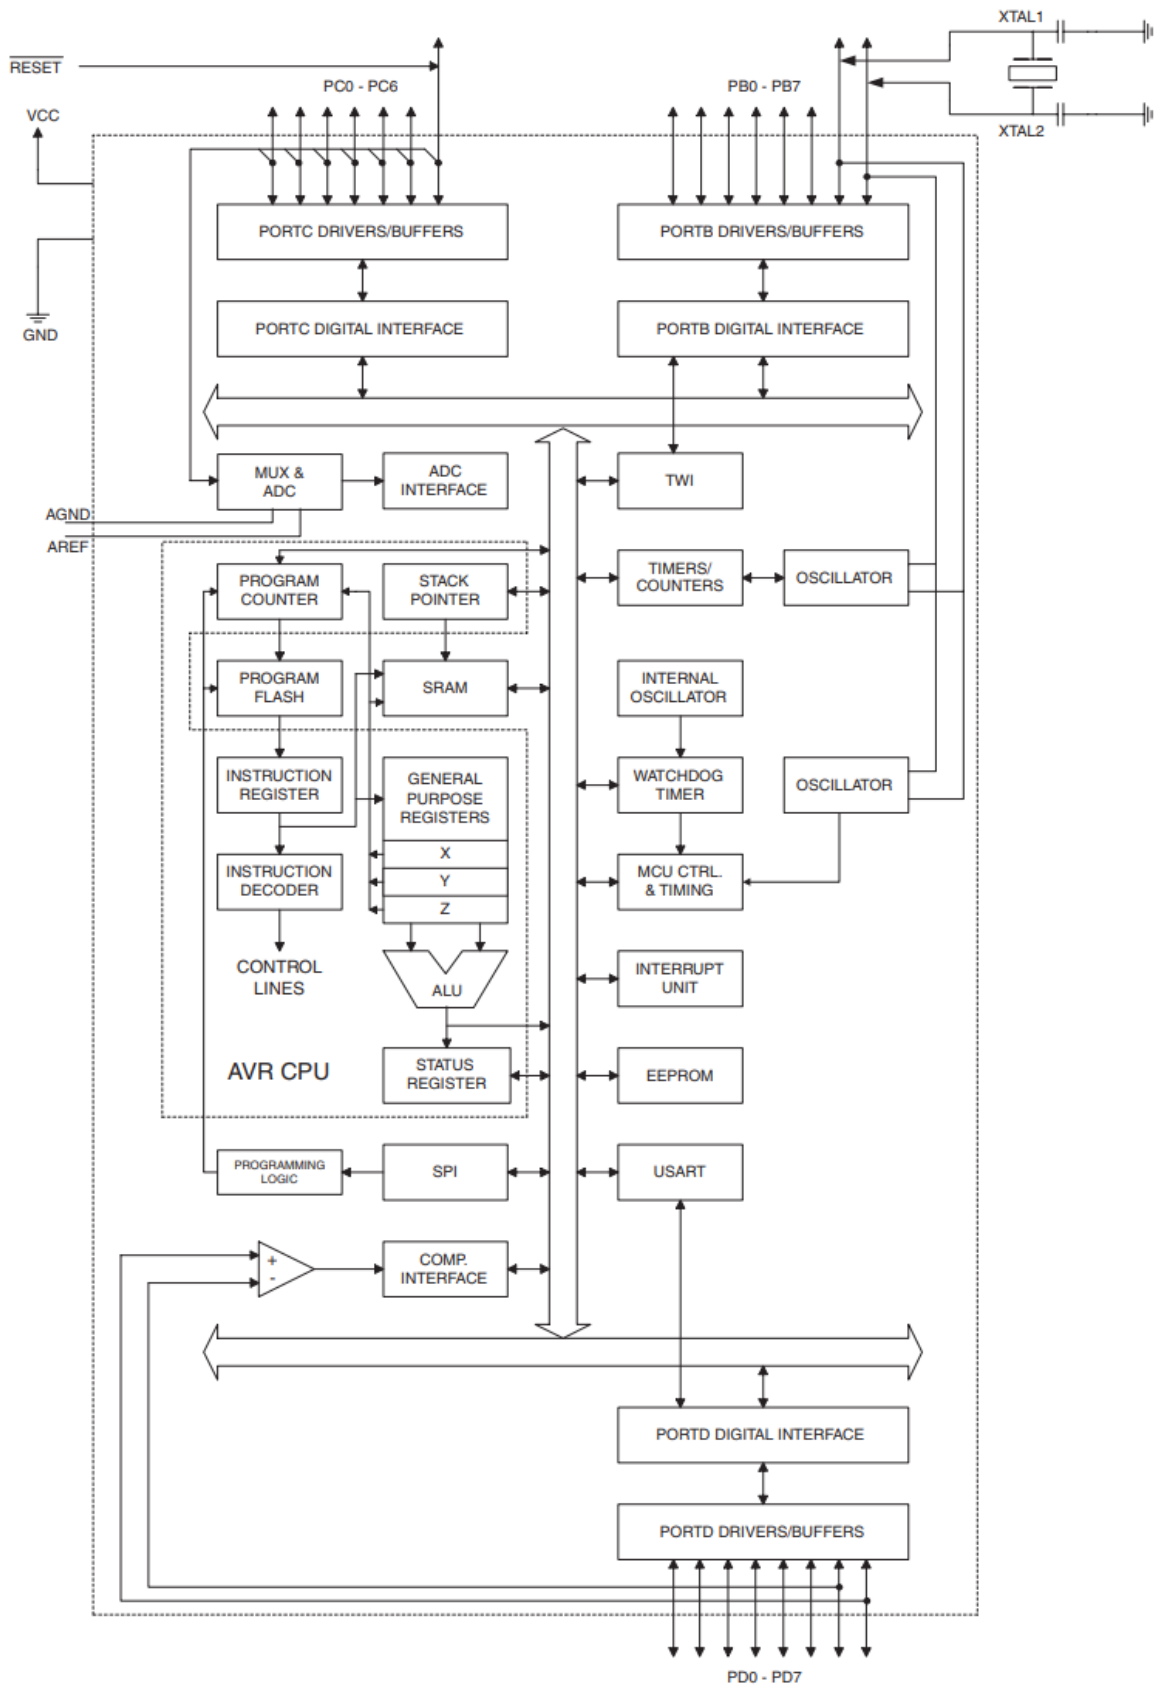 XTAL1
RESET
PC0 - PC6
PB0 - PB7
VCC
XTAL2
PORTC DRIVERS/BUFFERS
PORTB DRIVERS/BUFFERS
PORTC DIGITAL INTERFACE
PORTB DIGITAL INTERFACE
GND
MUX &
ADC
ADC
INTERFACE
TWI
AGND
AREF
PROGRAM
COUNTER
STACK
POINTER
TIMERS/
COUNTERS
OSCILLATOR
PROGRAM
FLASH
SRAM
INTERNAL
OSCILLATOR
INSTRUCTION
REGISTER
GENERAL
PURPOSE
REGISTERS
WATCHDOG
TIMER
OSCILLATOR
X
Y
Z
INSTRUCTION
DECODER
MCU CTRL.
& TIMING
CONTROL
LINES
ALU
INTERRUPT
UNIT
AVR CPU
STATUS
REGISTER
EEPROM
PROGRAMMING
LOGIC
SPI
USART
+
-
COMP.
INTERFACE
PORTD DIGITAL INTERFACE
PORTD DRIVERS/BUFFERS
PD0 - PD7